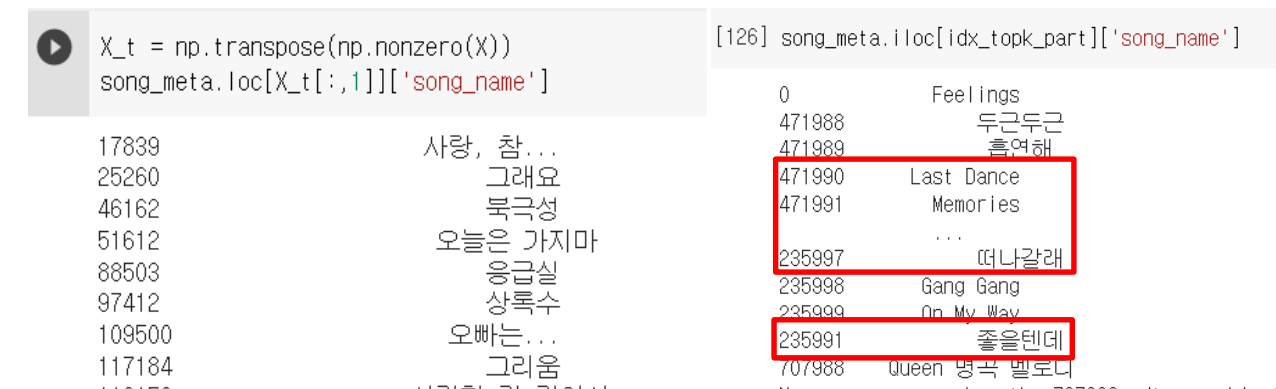 X_t = np.transpose(np.nonzero(X))
song_meta.loc[X_t[:,1]]['song_name']
17839 사랑, 참...
25260 그래요
46162 북극성
51612 오늘은 가지마
88503 응급실
97412 상록수
109500 오빠는...
117184 그리움
[126] song_meta.iloc[idx_topk_part]['song_name']
0 Feelings
471988 두근두근
471989 흡연해
471990 Last Dance
471991 Memories
...
235997 떠나갈래
235998 Gang Gang
235999 On My Way
235991 좋을텐데
707988 Queen 명곡 멜로디